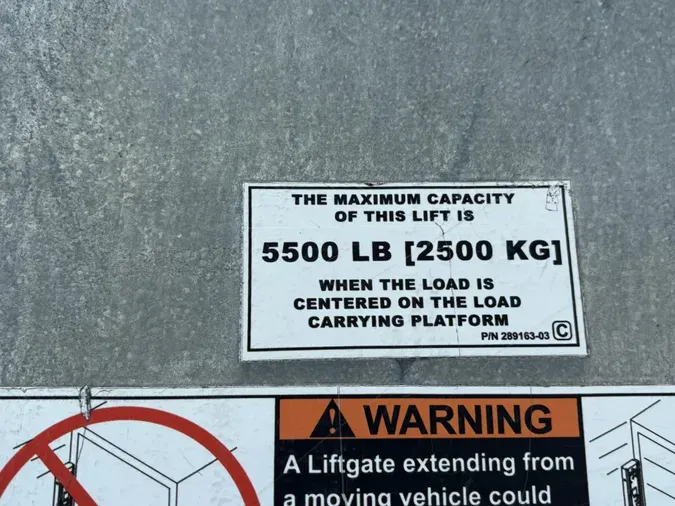 THE MAXIMUM CAPACITY
OF THIS LIFT IS
5500 LB [2500 KG]
WHEN THE LOAD IS
CENTERED ON THE LOAD
CARRYING PLATFORM
P/N 289163-03 C
WARNING
A Liftgate extending from
a moving vehicle could